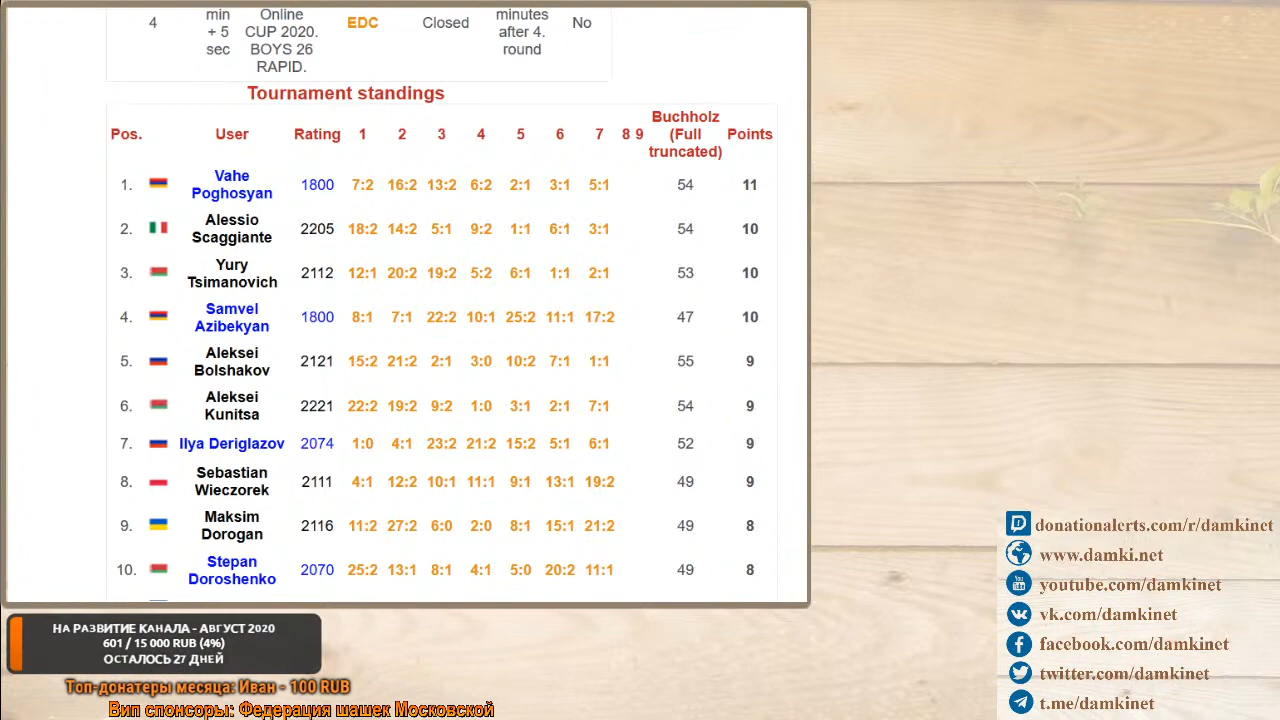 4 min + 5 sec Online CUP 2020. BOYS 26 RAPID. EDC Closed minutes after 4. round No
Tournament standings
Pos. User Rating 1 2 3 4 5 6 7 8 9 Buchholz (Full truncated) Points
1. Vahe Poghosyan 1800 7:2 16:2 13:2 6:2 2:1 3:1 5:1 54 11
2. Alessio Scaggiante 2205 18:2 14:2 5:1 9:2 1:1 6:1 3:1 54 10
3. Yury Tsimanovich 2112 12:1 20:2 19:2 5:2 6:1 1:1 2:1 53 10
4. Samvel Azibekyan 1800 8:1 7:1 22:2 10:1 25:2 11:1 17:2 47 10
5. Aleksei Bolshakov 2121 15:2 21:2 2:1 3:0 10:2 7:1 1:1 55 9
6. Aleksei Kunitsa 2221 22:2 19:2 9:2 1:0 3:1 2:1 7:1 54 9
7. Ilya Deriglazov 2074 1:0 4:1 23:2 21:2 15:2 5:1 6:1 52 9
8. Sebastian Wieczorek 2111 4:1 12:2 10:1 11:1 9:1 13:1 19:2 49 9
9. Maksim Dorogan 2116 11:2 27:2 6:0 2:0 8:1 15:1 21:2 49 8
10. Stepan Doroshenko 2070 25:2 13:1 8:1 4:1 5:0 20:2 11:1 49 8
donationalerts.com/r/damkinet
www.damki.net
youtube.com/damkinet
vk.com/damkinet
facebook.com/damkinet
twitter.com/damkinet
t.me/damkinet
НА РАЗВИТИЕ КАНАЛА - АВГУСТ 2020
601 / 15 000 RUB (4%)
ОСТАЛОСЬ 27 ДНЕЙ
Топ-донатеры месяца: Иван - 100 RUB
Вип спонсоры: Федерация шашек Московской